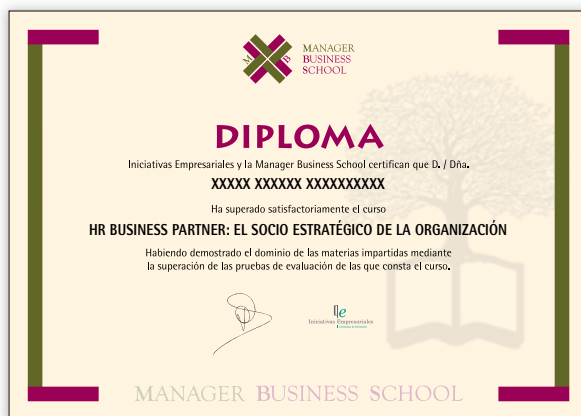 M B
MANAGER
BUSINESS
SCHOOL
DIPLOMA
Iniciativas Empresariales y la Manager Business School certifican que D. / Dña.
XXXXX XXXXXX XXXXXXXXXX
Ha superado satisfactoriamente el curso
HR BUSINESS PARTNER: EL SOCIO ESTRATÉGICO DE LA ORGANIZACIÓN
Habiendo demostrado el dominio de las materias impartidas mediante
la superación de las pruebas de evaluación de las que consta el curso.
Ie
Iniciativas Empresariales
MANAGER BUSINESS SCHOOL